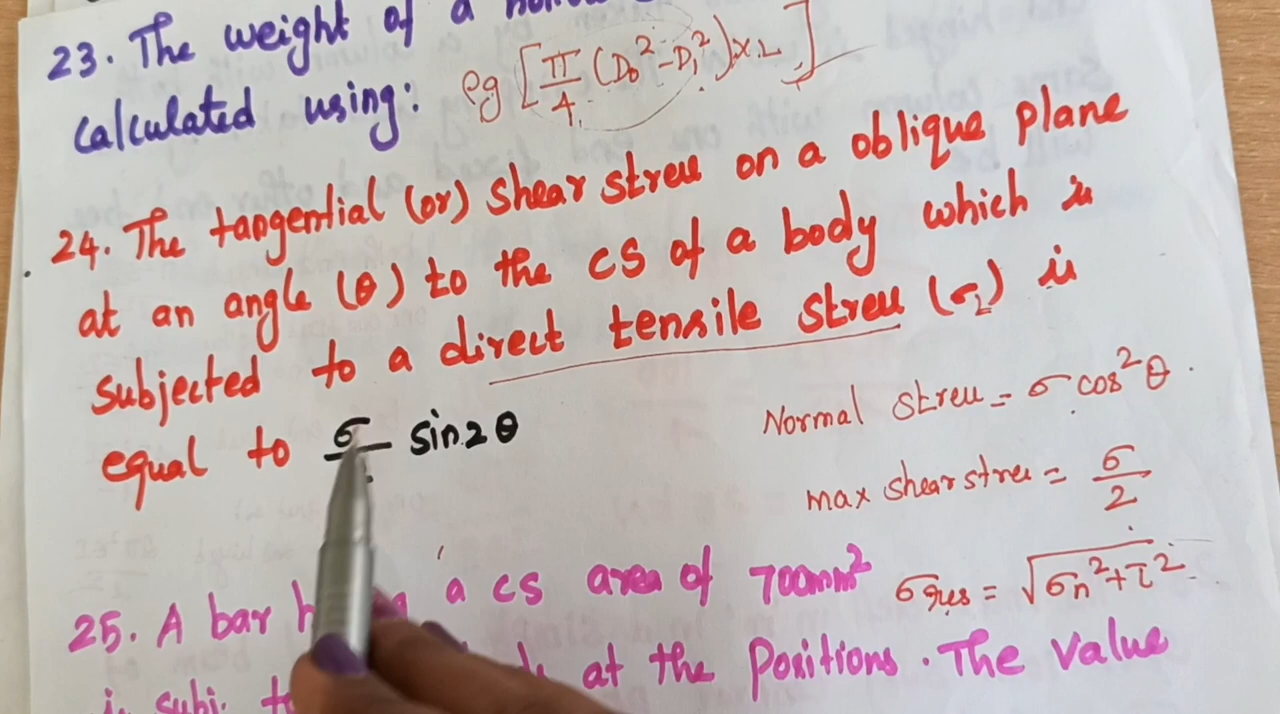 23. The weight of a
calculated using: ρg [π/4 (D₀² - D₁²) × L]
24. The tangential (or) shear stress on a oblique plane
at an angle (θ) to the cs of a body which is
subjected to a direct tensile stress (σ) is
equal to σ sin2θ
Normal stress = σ cos²θ
max shear stress = σ/2
25. A bar a cs area of 700mm²
σres = √σn²+τ²
is subj. to at the positions. The value